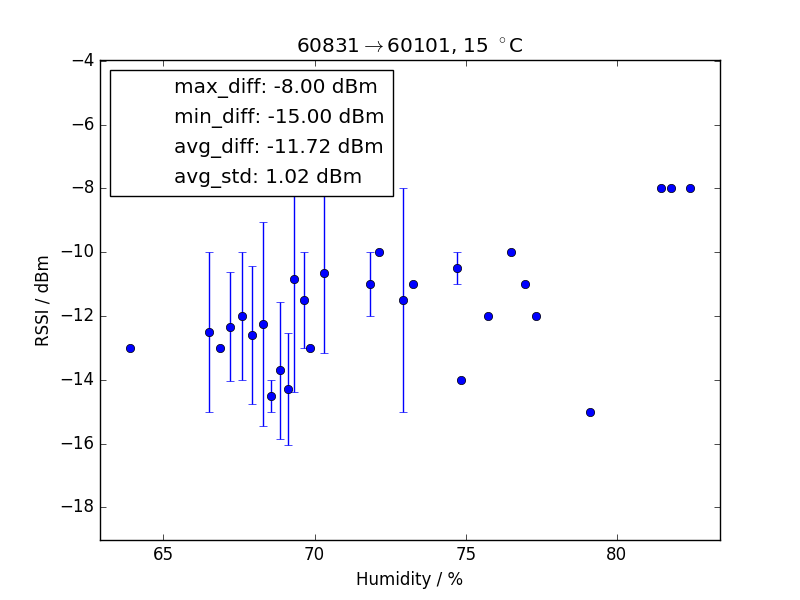 60831→60101, 15 °C
max_diff: -8.00 dBm
min_diff: -15.00 dBm
avg_diff: -11.72 dBm
avg_std: 1.02 dBm
−4
−6
−8
−10
−12
−14
−16
−18
RSSI / dBm
65 70 75 80
Humidity / %